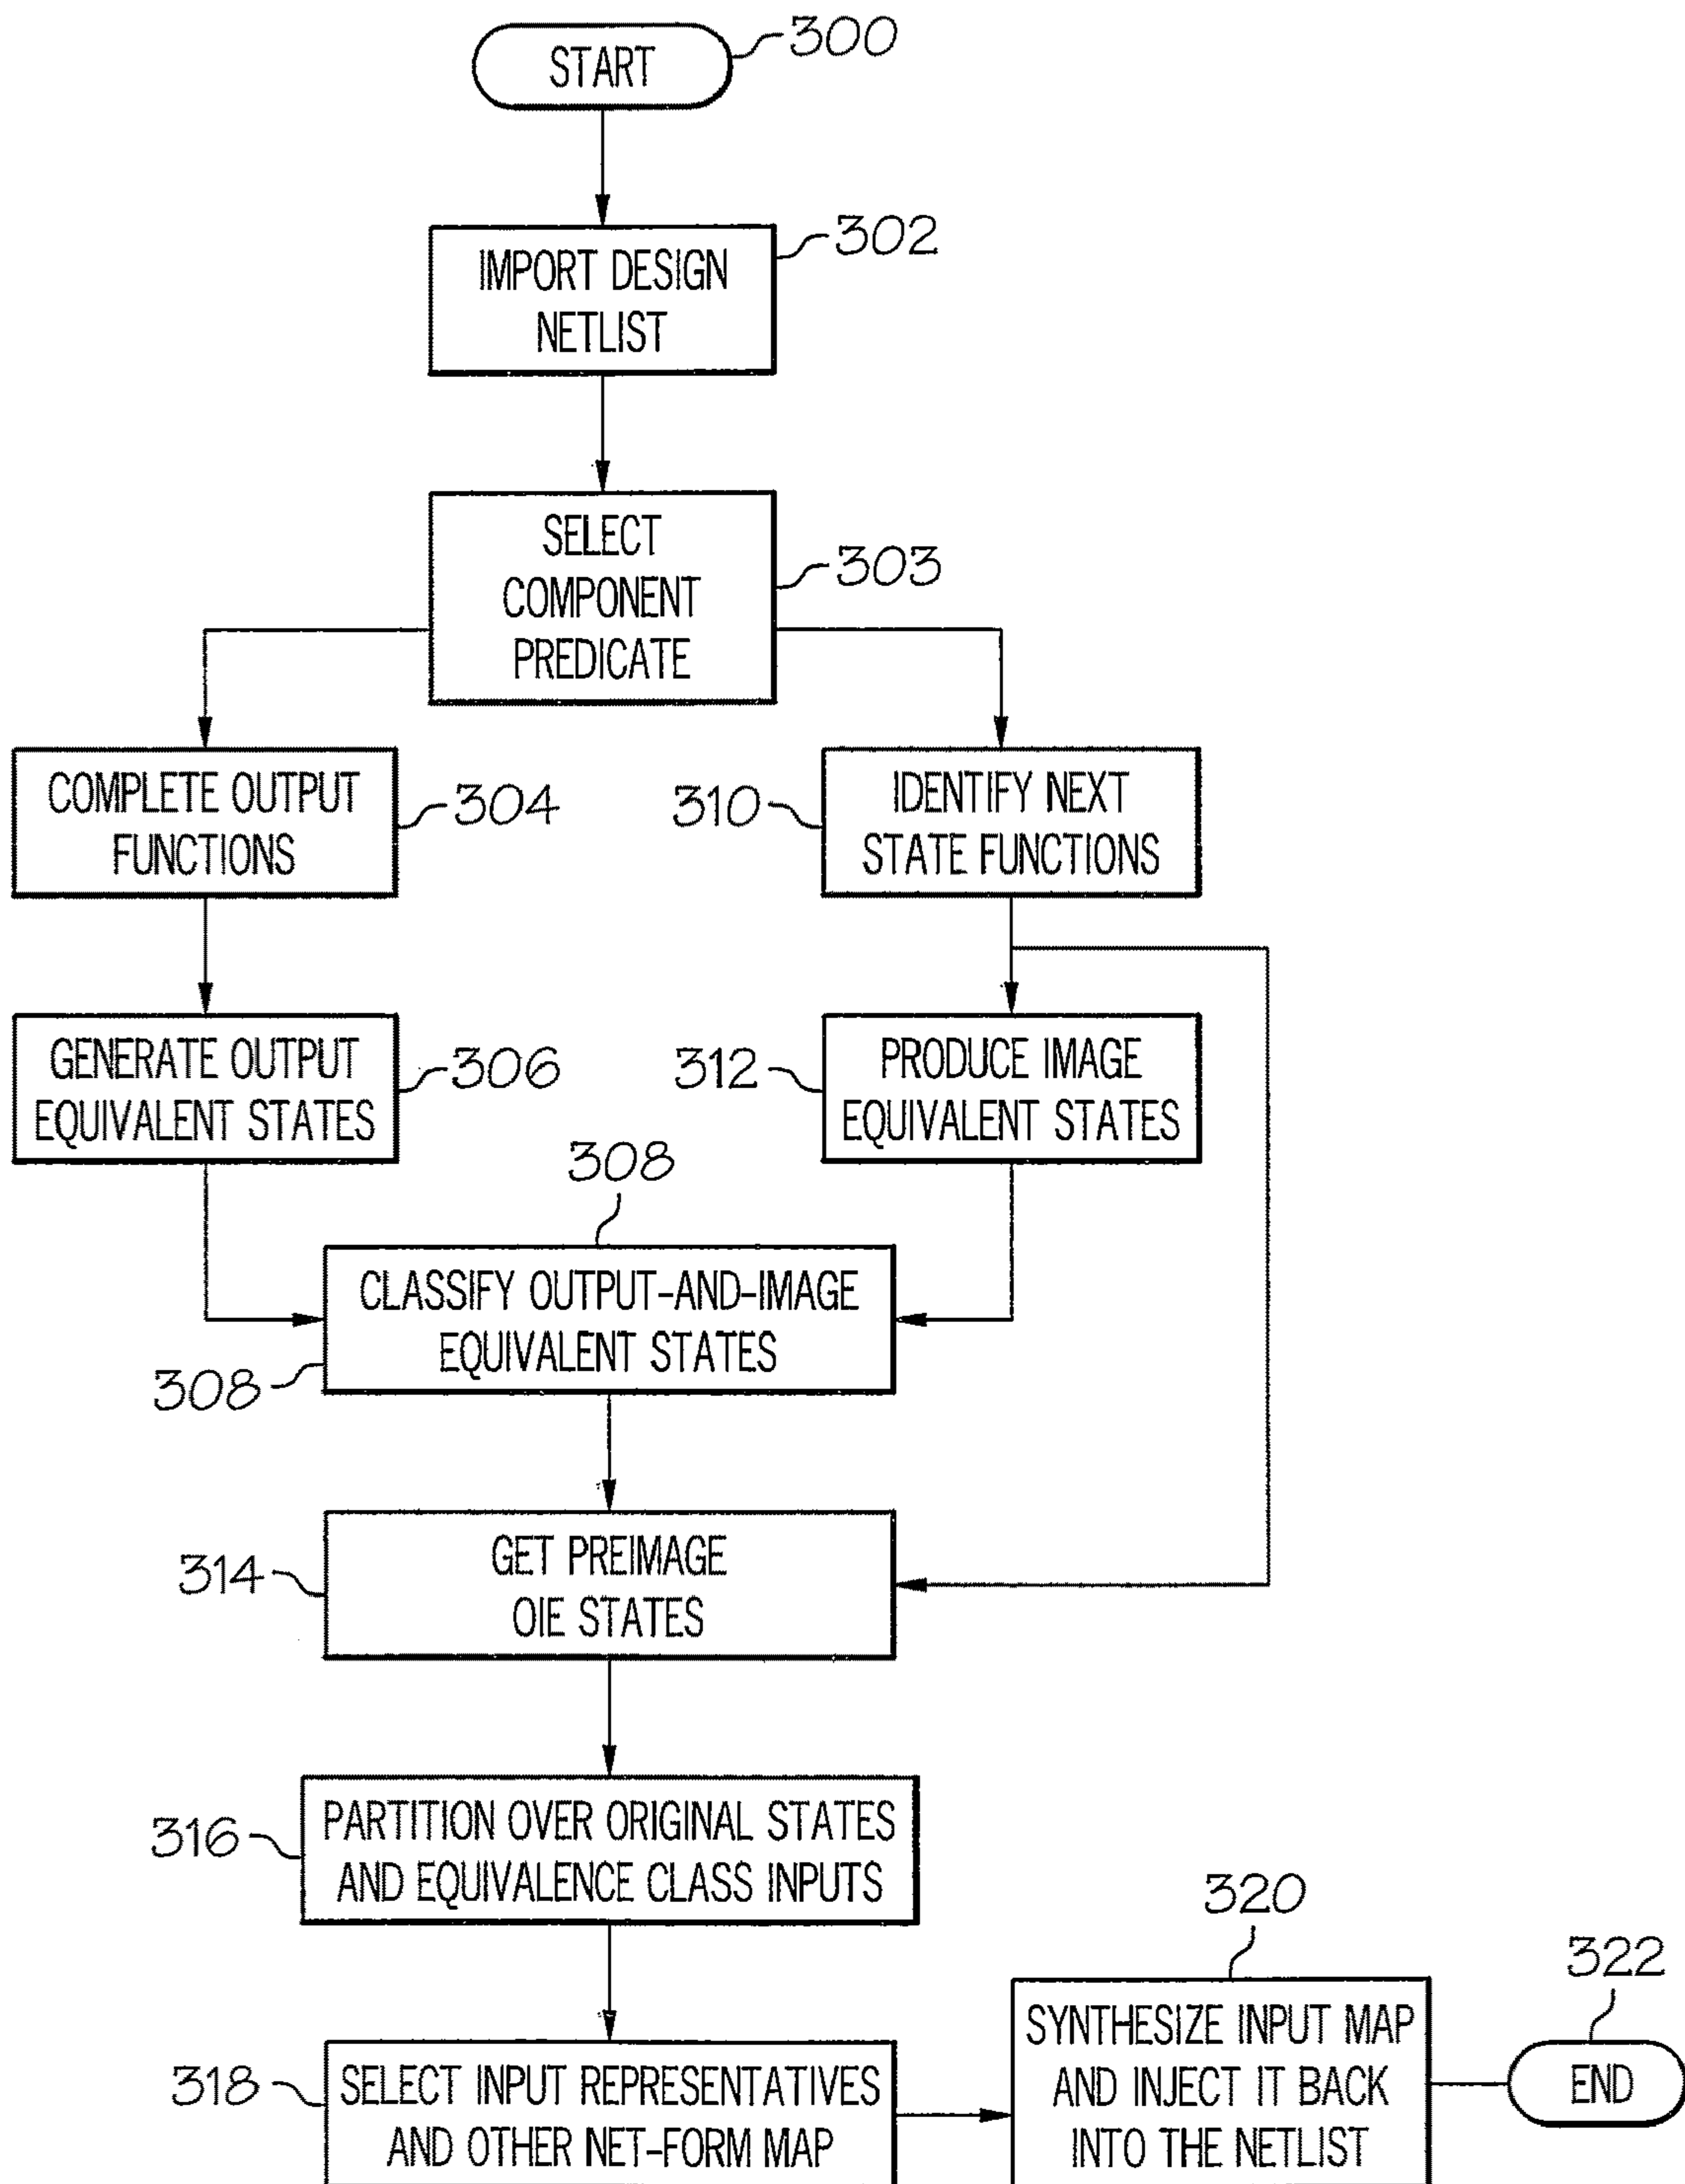 START
300
IMPORT DESIGN
NETLIST
302
SELECT
COMPONENT
PREDICATE
303
COMPLETE OUTPUT
FUNCTIONS
304
310
IDENTIFY NEXT
STATE FUNCTIONS
GENERATE OUTPUT
EQUIVALENT STATES
306
312
PRODUCE IMAGE
EQUIVALENT STATES
308
CLASSIFY OUTPUT-AND-IMAGE
EQUIVALENT STATES
308
314
GET PREIMAGE
OIE STATES
316
PARTITION OVER ORIGINAL STATES
AND EQUIVALENCE CLASS INPUTS
318
SELECT INPUT REPRESENTATIVES
AND OTHER NET-FORM MAP
320
SYNTHESIZE INPUT MAP
AND INJECT IT BACK
INTO THE NETLIST
322
END